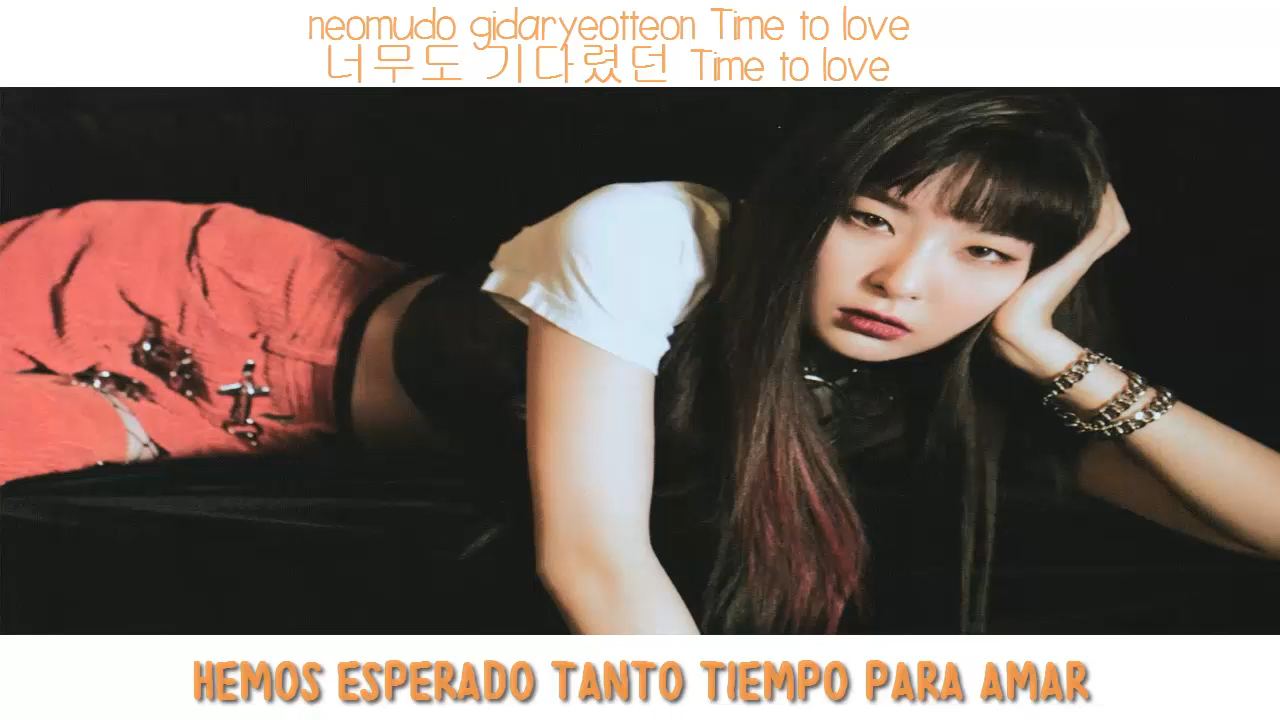 neomudo gidaryeotteon Time to love
너무도 기다렸던 Time to love
HEMOS ESPERADO TANTO TIEMPO PARA AMAR